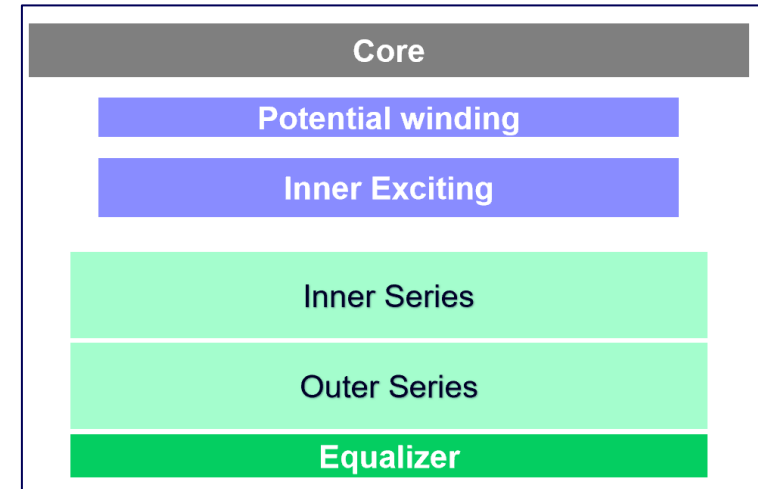 Core
Potential winding
Inner Exciting
Inner Series
Outer Series
Equalizer